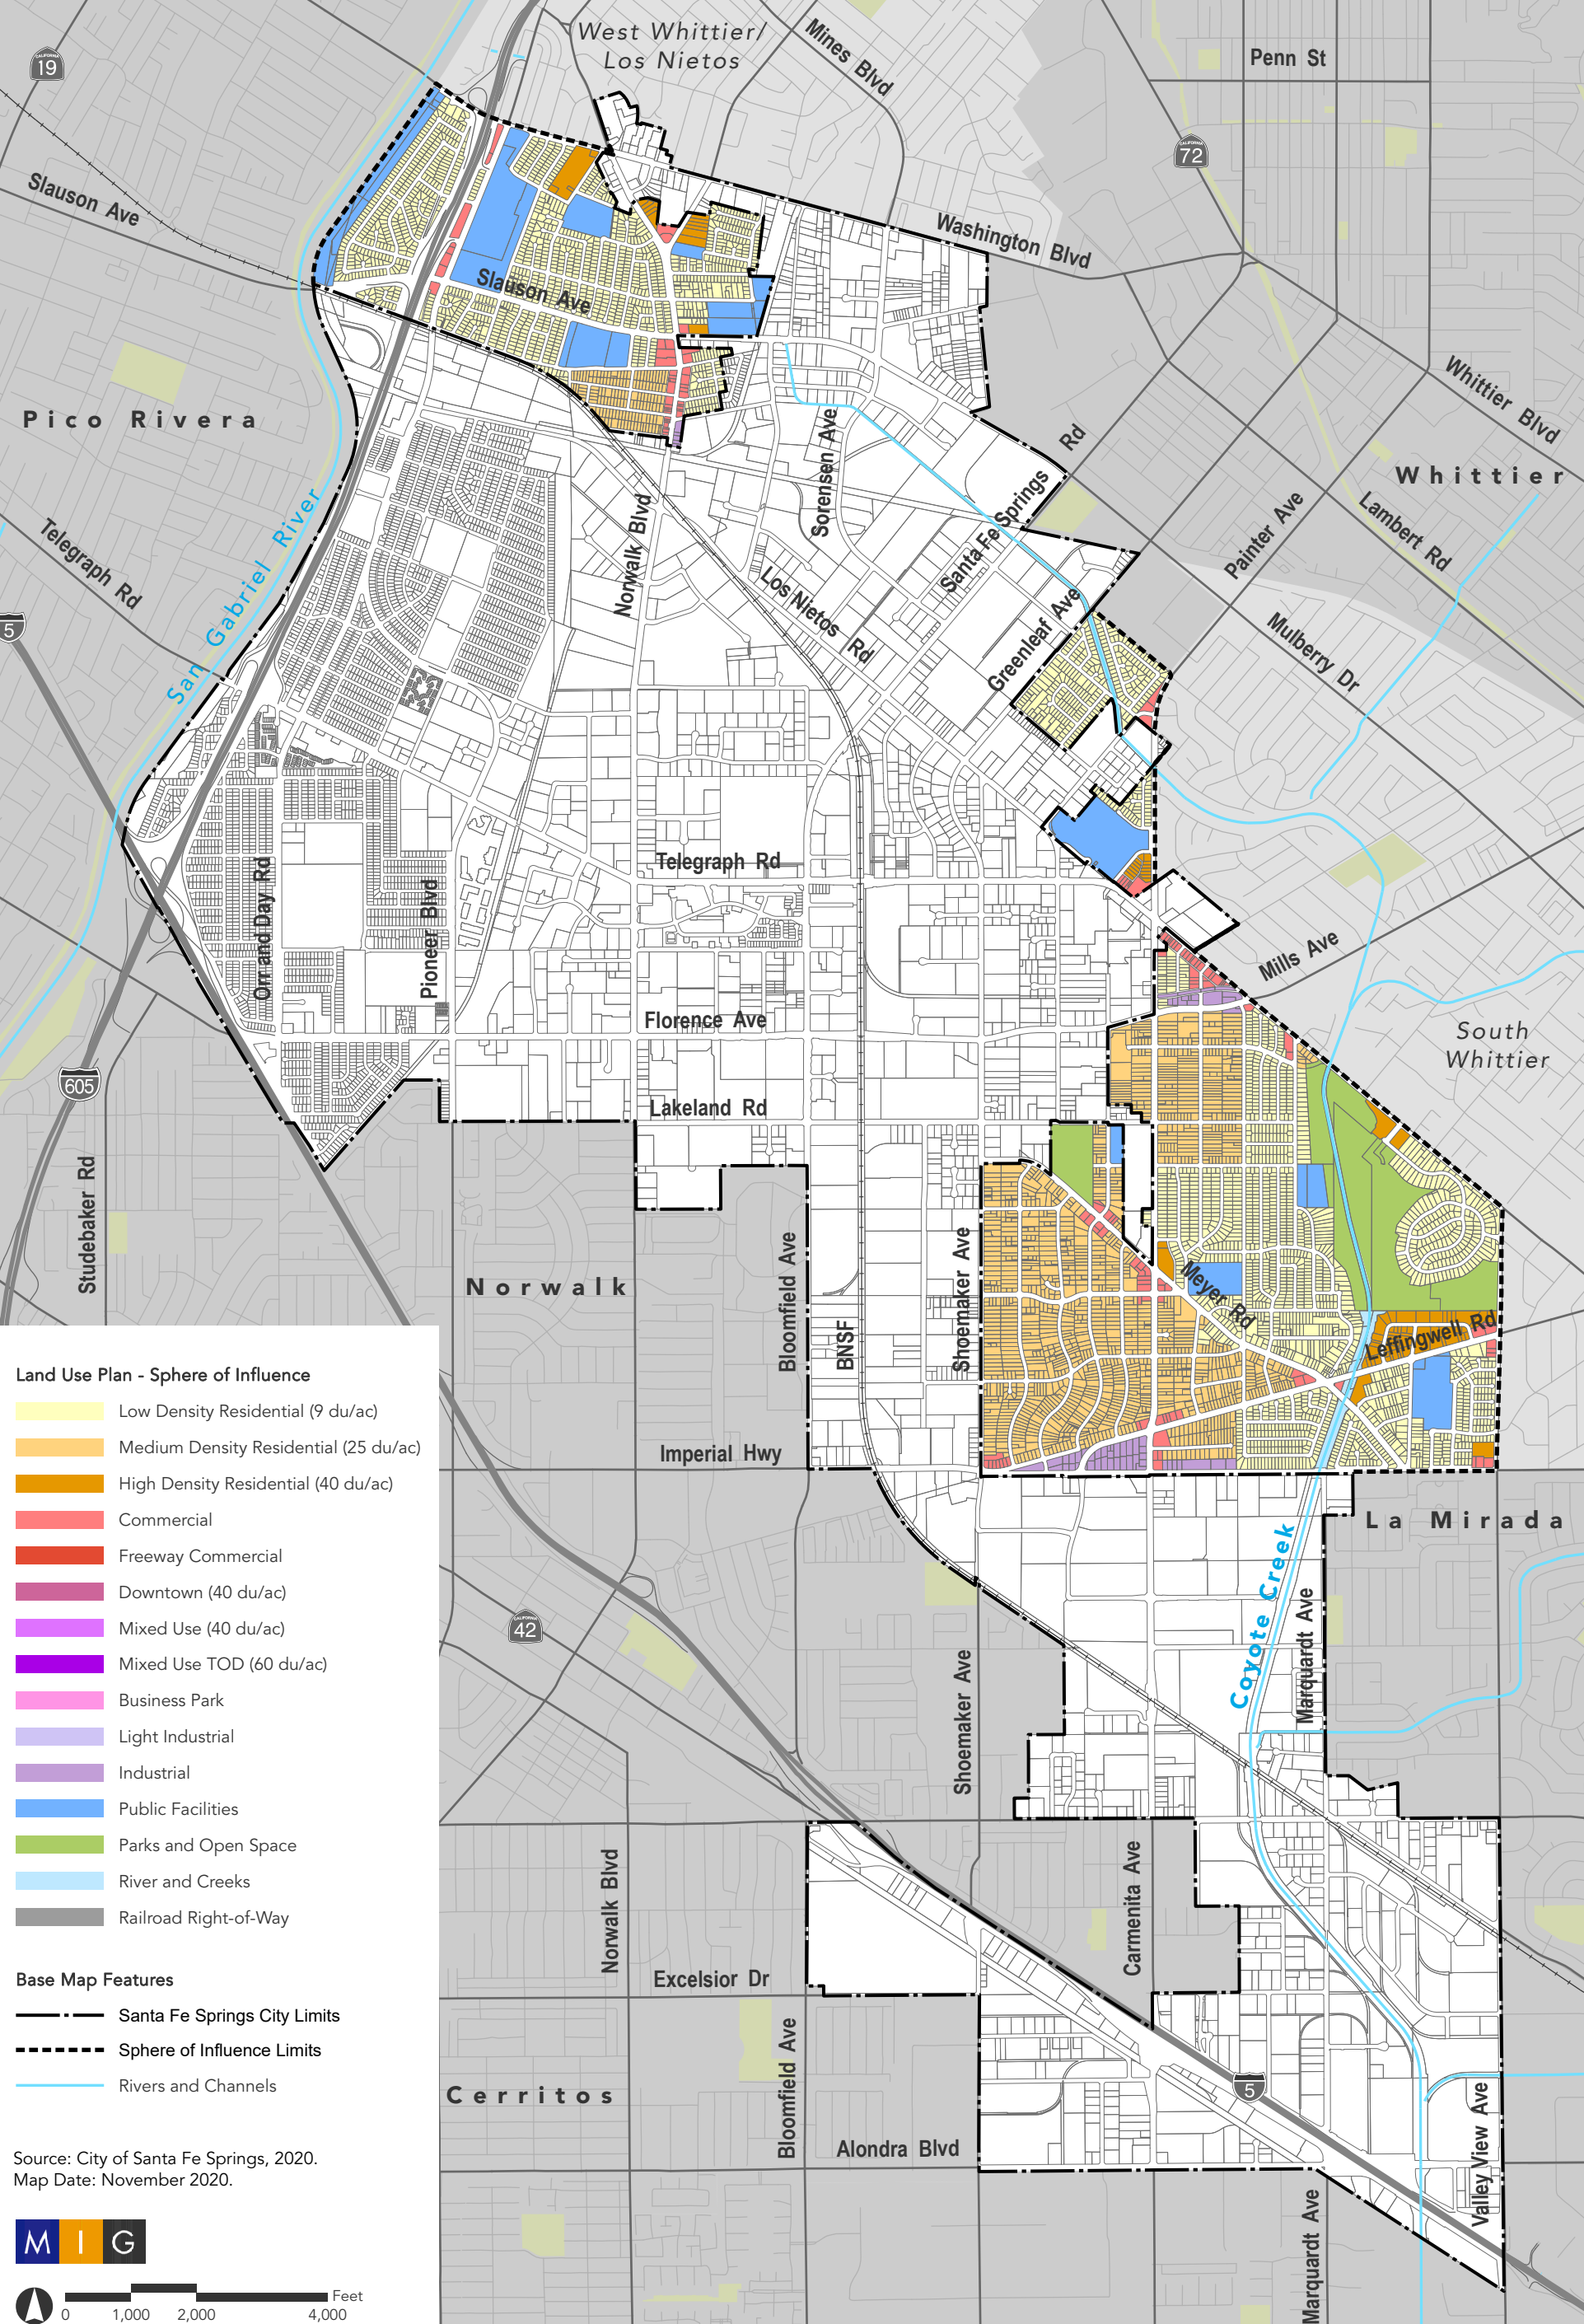 West Whittier/
Los Nietos
Mines Blvd
Penn St
CALIFORNIA
19
CALIFORNIA
72
Slauson Ave
Washington Blvd
Slauson Ave
Pico Rivera
Whittier Blvd
Whittier
Sorensen Ave
Rd
Santa Fe Springs
Painter Ave
Lambert Rd
San Gabriel River
Telegraph Rd
Norwalk Blvd
Los Nietos Rd
Greenleaf Ave
Mulberry Dr
5
Telegraph Rd
Orr and Day Rd
Pioneer Blvd
Mills Ave
Florence Ave
South
Whittier
605
Lakeland Rd
Studebaker Rd
Norwalk
Bloomfield Ave
BNSF
Shoemaker Ave
Meyer Rd
Leffingwell Rd
Imperial Hwy
La Mirada
Coyote Creek
Marquardt Ave
CALIFORNIA
42
Shoemaker Ave
Norwalk Blvd
Carmenita Ave
Excelsior Dr
Bloomfield Ave
Cerritos
5
Alondra Blvd
Valley View Ave
Marquardt Ave
Land Use Plan - Sphere of Influence
Low Density Residential (9 du/ac)
Medium Density Residential (25 du/ac)
High Density Residential (40 du/ac)
Commercial
Freeway Commercial
Downtown (40 du/ac)
Mixed Use (40 du/ac)
Mixed Use TOD (60 du/ac)
Business Park
Light Industrial
Industrial
Public Facilities
Parks and Open Space
River and Creeks
Railroad Right-of-Way
Base Map Features
Santa Fe Springs City Limits
Sphere of Influence Limits
Rivers and Channels
Source: City of Santa Fe Springs, 2020.
Map Date: November 2020.
M I G
Feet
0 1,000 2,000 4,000